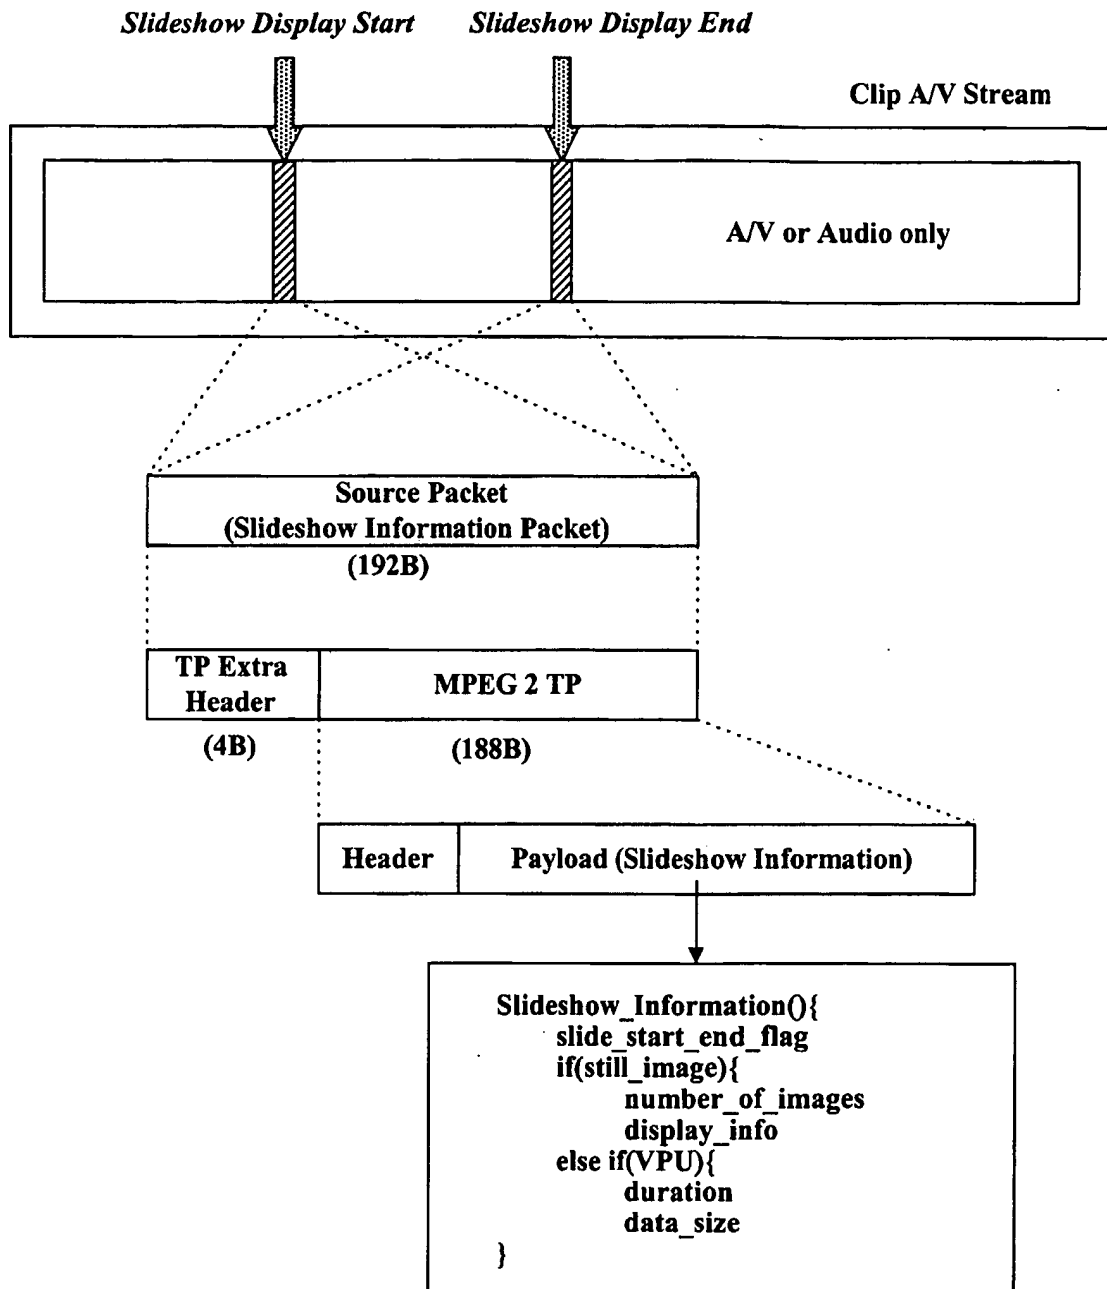 Slideshow Display Start
Slideshow Display End
Clip A/V Stream
A/V or Audio only
Source Packet
(Slideshow Information Packet)
(192B)
TP Extra
Header
MPEG 2 TP
(4B)
(188B)
Header
Payload (Slideshow Information)
Slideshow_Information(){
slide_start_end_flag
if(still_image){
number_of_images
display_info
else if(VPU){
duration
data_size
}